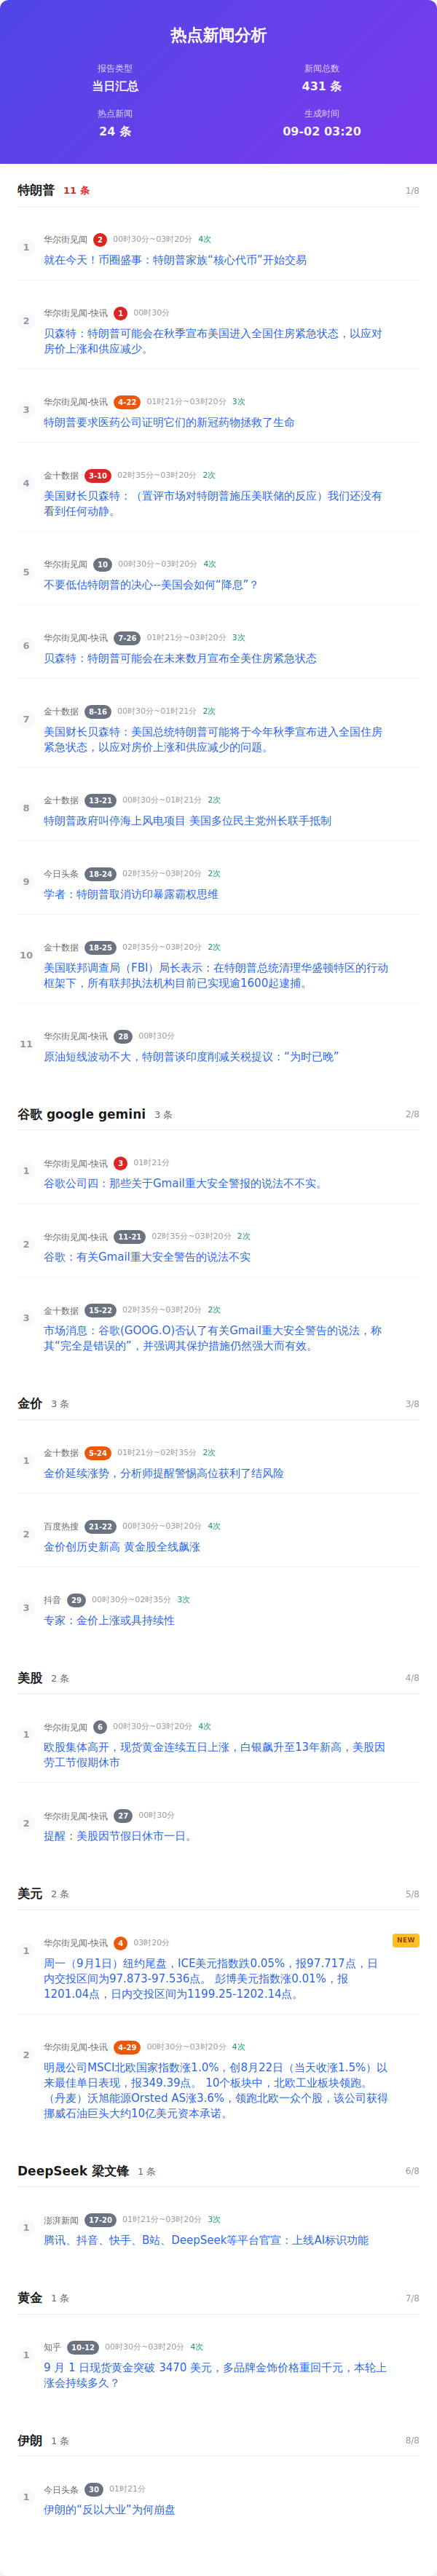 热点新闻分析
报告类型
当日汇总
新闻总数
431 条
热点新闻
24 条
生成时间
09-02 03:20
特朗普 11 条 1/8
1
华尔街见闻 2 00时30分~03时20分 4次
就在今天！币圈盛事：特朗普家族“核心代币”开始交易
2
华尔街见闻-快讯 1 00时30分
贝森特：特朗普可能会在秋季宣布美国进入全国住房紧急状态，以应对
房价上涨和供应减少。
3
华尔街见闻-快讯 4-22 01时21分~03时20分 3次
特朗普要求医药公司证明它们的新冠药物拯救了生命
4
金十数据 3-10 02时35分~03时20分 2次
美国财长贝森特：（置评市场对特朗普施压美联储的反应）我们还没有
看到任何动静。
5
华尔街见闻 10 00时30分~03时20分 4次
不要低估特朗普的决心--美国会如何“降息”？
6
华尔街见闻-快讯 7-26 01时21分~03时20分 3次
贝森特：特朗普可能会在未来数月宣布全美住房紧急状态
7
金十数据 8-16 00时30分~01时21分 2次
美国财长贝森特：美国总统特朗普可能将于今年秋季宣布进入全国住房
紧急状态，以应对房价上涨和供应减少的问题。
8
金十数据 13-21 00时30分~01时21分 2次
特朗普政府叫停海上风电项目 美国多位民主党州长联手抵制
9
今日头条 18-24 02时35分~03时20分 2次
学者：特朗普取消访印暴露霸权思维
10
金十数据 18-25 02时35分~03时20分 2次
美国联邦调查局（FBI）局长表示：在特朗普总统清理华盛顿特区的行动
框架下，所有联邦执法机构目前已实现逾1600起逮捕。
11
华尔街见闻-快讯 28 00时30分
原油短线波动不大，特朗普谈印度削减关税提议：“为时已晚”
谷歌 google gemini 3 条 2/8
1
华尔街见闻-快讯 3 01时21分
谷歌公司四：那些关于Gmail重大安全警报的说法不不实。
2
华尔街见闻-快讯 11-21 02时35分~03时20分 2次
谷歌：有关Gmail重大安全警告的说法不实
3
金十数据 15-22 02时35分~03时20分 2次
市场消息：谷歌(GOOG.O)否认了有关Gmail重大安全警告的说法，称
其“完全是错误的”，并强调其保护措施仍然强大而有效。
金价 3 条 3/8
1
金十数据 5-24 01时21分~02时35分 2次
金价延续涨势，分析师提醒警惕高位获利了结风险
2
百度热搜 21-22 00时30分~03时20分 4次
金价创历史新高 黄金股全线飙涨
3
抖音 29 00时30分~02时35分 3次
专家：金价上涨或具持续性
美股 2 条 4/8
1
华尔街见闻 6 00时30分~03时20分 4次
欧股集体高开，现货黄金连续五日上涨，白银飙升至13年新高，美股因
劳工节假期休市
2
华尔街见闻-快讯 27 00时30分
提醒：美股因节假日休市一日。
美元 2 条 5/8
1
华尔街见闻-快讯 4 03时20分 NEW
周一（9月1日）纽约尾盘，ICE美元指数跌0.05%，报97.717点，日
内交投区间为97.873-97.536点。 彭博美元指数涨0.01%，报
1201.04点，日内交投区间为1199.25-1202.14点。
2
华尔街见闻-快讯 4-29 00时30分~03时20分 4次
明晟公司MSCI北欧国家指数涨1.0%，创8月22日（当天收涨1.5%）以
来最佳单日表现，报349.39点。 10个板块中，北欧工业板块领跑。
（丹麦）沃旭能源Orsted AS涨3.6%，领跑北欧一众个股，该公司获得
挪威石油巨头大约10亿美元资本承诺。
DeepSeek 梁文锋 1 条 6/8
1
澎湃新闻 17-20 01时21分~03时20分 3次
腾讯、抖音、快手、B站、DeepSeek等平台官宣：上线AI标识功能
黄金 1 条 7/8
1
知乎 10-12 00时30分~03时20分 4次
9 月 1 日现货黄金突破 3470 美元，多品牌金饰价格重回千元，本轮上
涨会持续多久？
伊朗 1 条 8/8
1
今日头条 30 01时21分
伊朗的“反以大业”为何崩盘